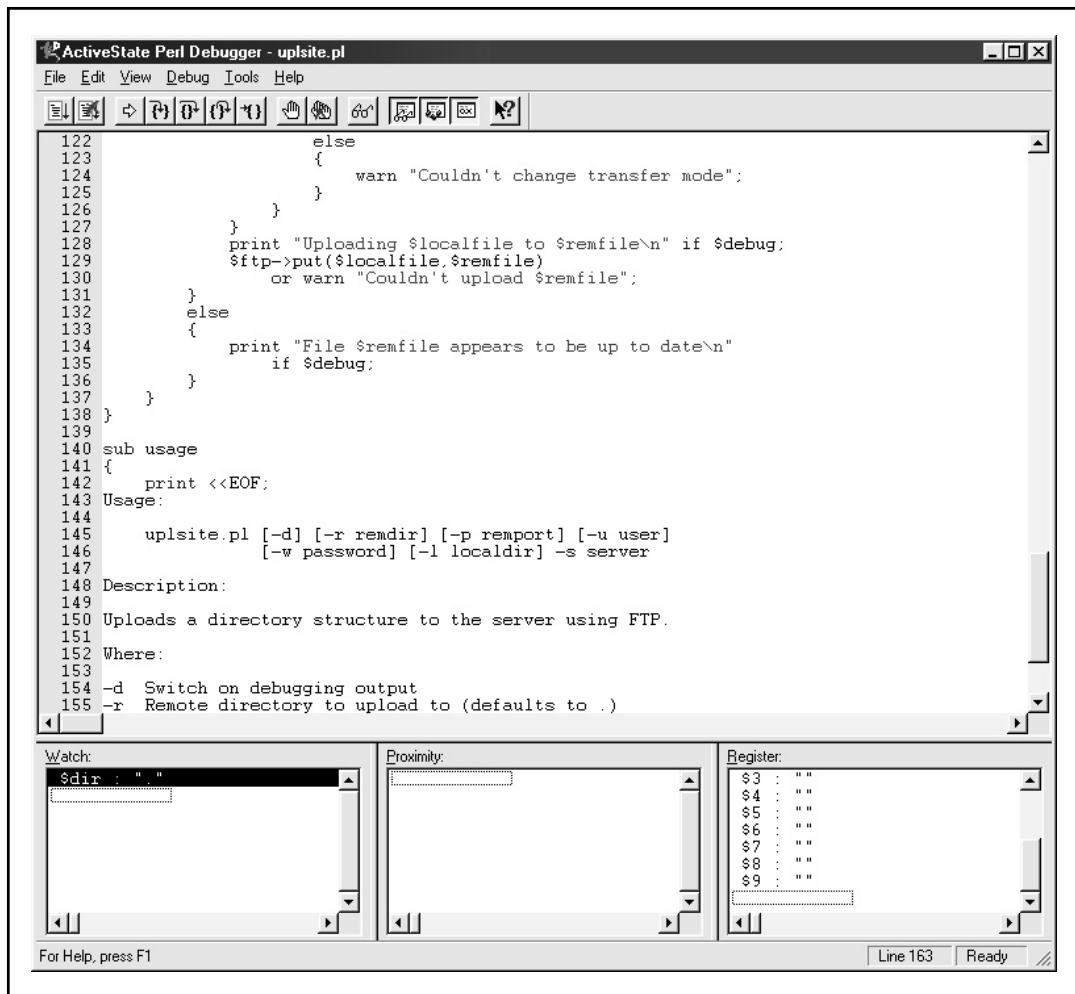 ActiveState Perl Debugger - uplsite.pl
File Edit View Debug Tools Help
122 else
123 {
124 warn "Couldn't change transfer mode";
125 }
126 }
127 }
128 print "Uploading $localfile to $remfile\n" if $debug;
129 $ftp->put($localfile,$remfile)
130 or warn "Couldn't upload $remfile";
131 }
132 else
133 {
134 print "File $remfile appears to be up to date\n"
135 if $debug;
136 }
137 }
138 }
139
140 sub usage
141 {
142 print <<EOF;
143 Usage:
144
145 uplsite.pl [-d] [-r remdir] [-p remport] [-u user]
146 [-w password] [-l localdir] -s server
147
148 Description:
149
150 Uploads a directory structure to the server using FTP.
151
152 Where:
153
154 -d Switch on debugging output
155 -r Remote directory to upload to (defaults to .)
Watch:
$dir : "."
Proximity:
Register:
$3 : ""
$4 : ""
$5 : ""
$6 : ""
$7 : ""
$8 : ""
$9 : ""
For Help, press F1
Line 163 Ready